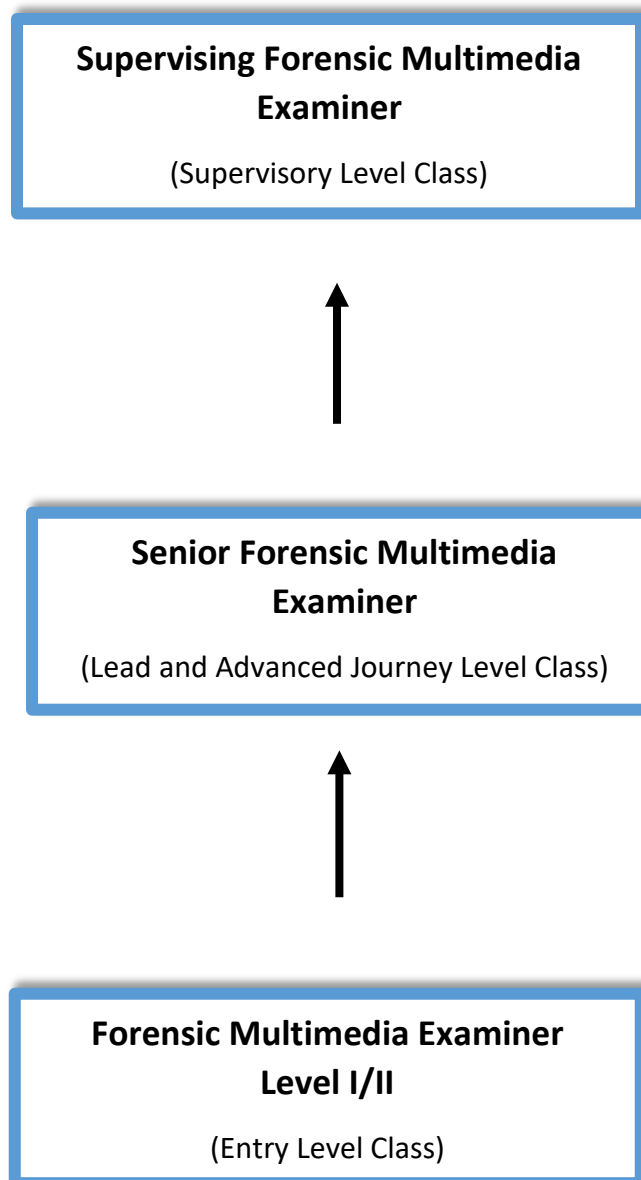 Supervising Forensic Multimedia
Examiner
(Supervisory Level Class)
Senior Forensic Multimedia
Examiner
(Lead and Advanced Journey Level Class)
Forensic Multimedia Examiner
Level I/II
(Entry Level Class)